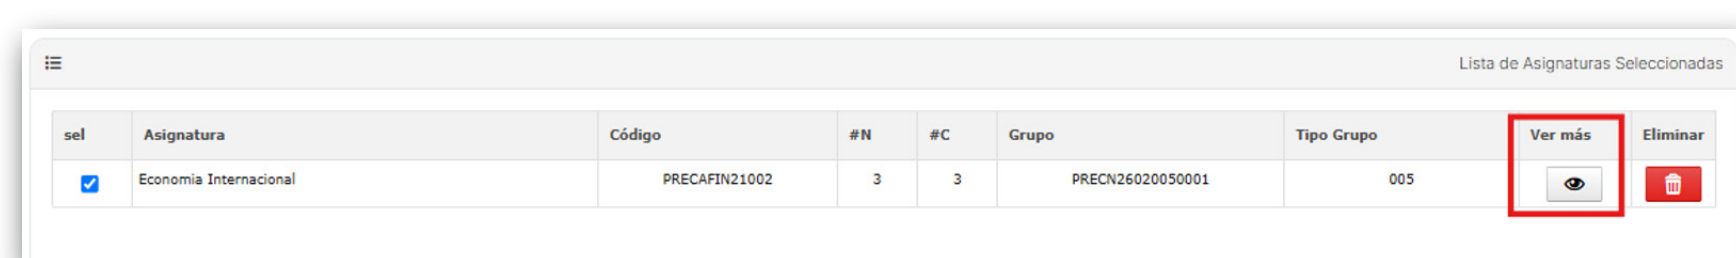 Lista de Asignaturas Seleccionadas
sel Asignatura Código #N #C Grupo Tipo Grupo Ver más Eliminar
Economia Internacional PRECAFIN21002 3 3 PRECN26020050001 005